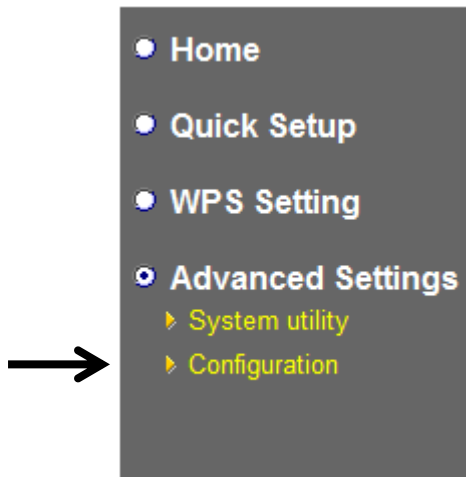 Home
Quick Setup
WPS Setting
Advanced Settings
System utility
Configuration